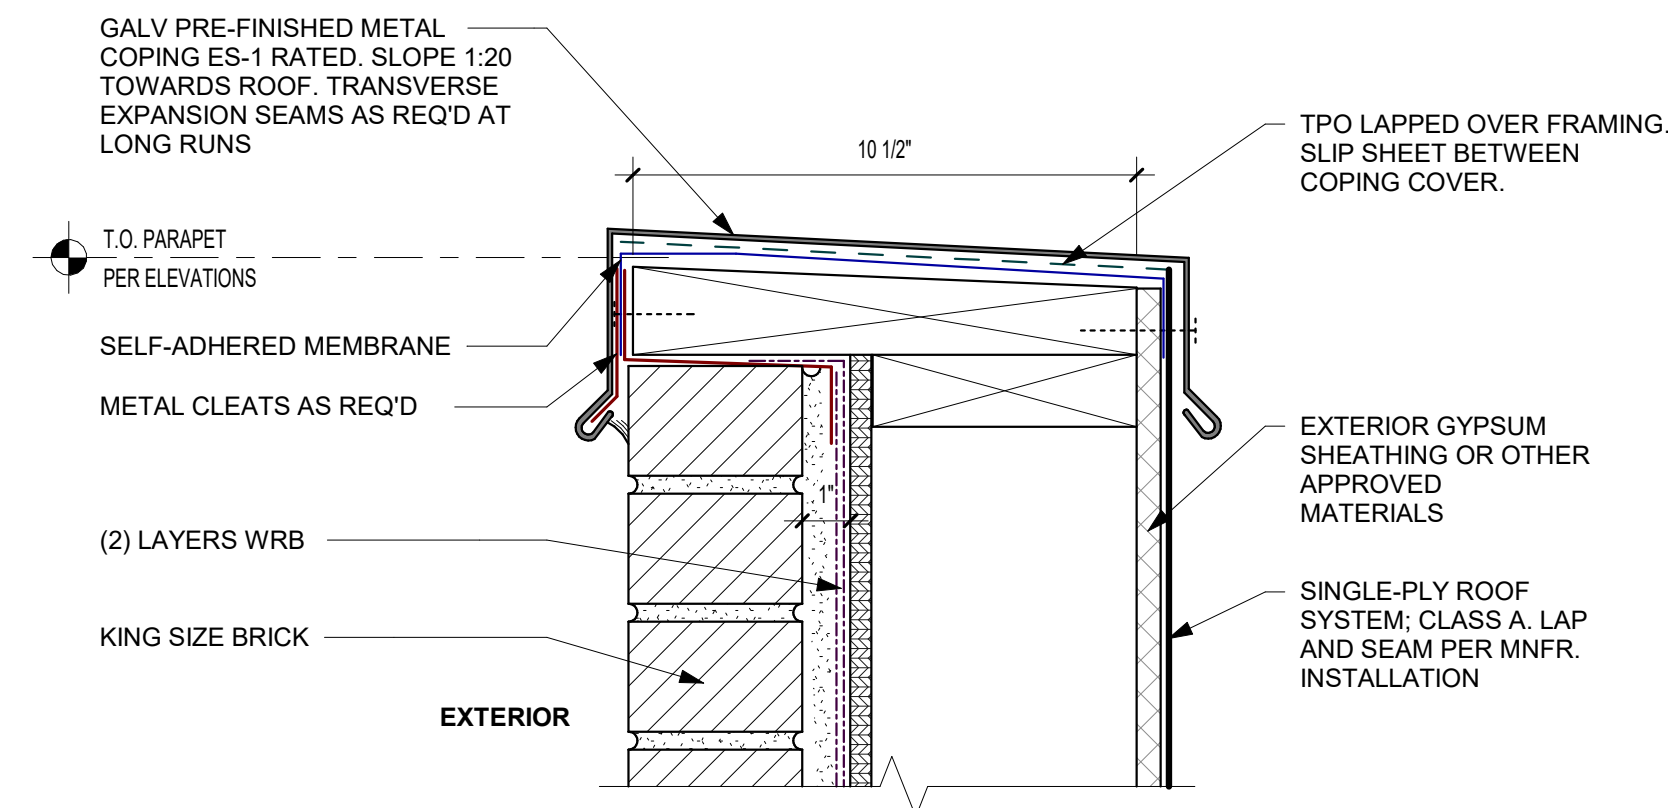 GALV PRE-FINISHED METAL
COPING ES-1 RATED. SLOPE 1:20
TOWARDS ROOF. TRANSVERSE
EXPANSION SEAMS AS REQ'D AT
LONG RUNS
10 1/2"
TPO LAPPED OVER FRAMING.
SLIP SHEET BETWEEN
COPING COVER.
T.O. PARAPET
PER ELEVATIONS
SELF-ADHERED MEMBRANE
METAL CLEATS AS REQ'D
EXTERIOR GYPSUM
SHEATHING OR OTHER
APPROVED
MATERIALS
1"
(2) LAYERS WRB
SINGLE-PLY ROOF
SYSTEM; CLASS A. LAP
AND SEAM PER MNFR.
INSTALLATION
KING SIZE BRICK
EXTERIOR